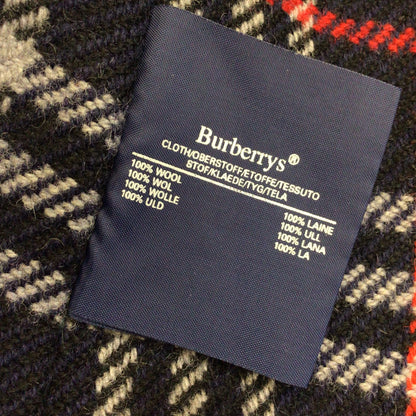 Burberrys®
CLOTH/OBERSTOFF/ETOFFE/TESSUTO
STOF/KLAEDE/TYG/TELA
100% WOOL
100% WOL
100% WOLLE
100% ULD
100% LAINE
100% ULL
100% LANA
100% LA